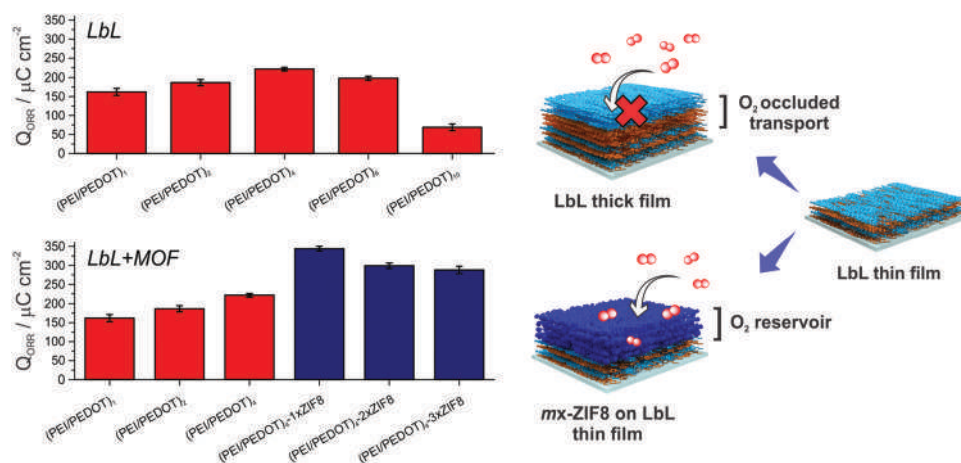 LbL
Q_ORR / μC cm⁻²
350
300
250
200
150
100
50
0
(PEI/PEDOT)₁
(PEI/PEDOT)₂
(PEI/PEDOT)₄
(PEI/PEDOT)₁₀
O₂ occluded
transport
LbL thick film
LbL thin film
LbL+MOF
Q_ORR / μC cm⁻²
350
300
250
200
150
100
50
0
(PEI/PEDOT)₁
(PEI/PEDOT)₂
(PEI/PEDOT)₄
(PEI/PEDOT)₄-1xZIF8
(PEI/PEDOT)₄-2xZIF8
(PEI/PEDOT)₄-3xZIF8
O₂ reservoir
mx-ZIF8 on LbL
thin film